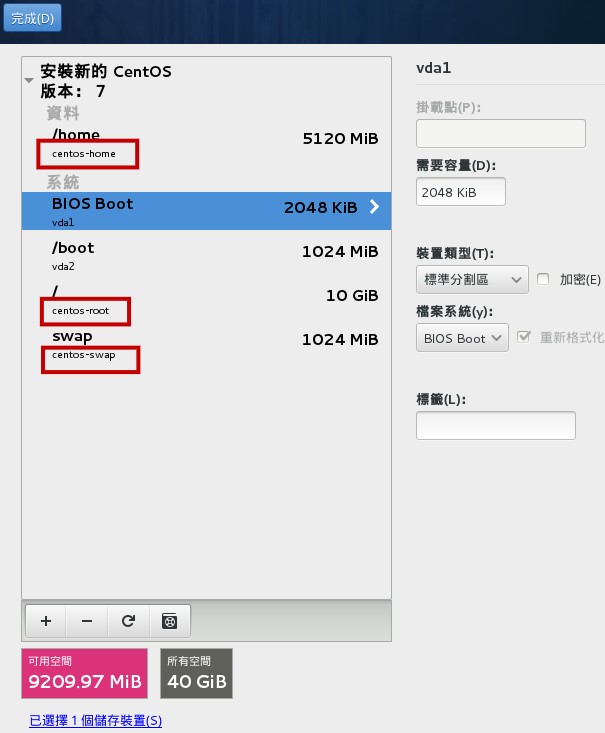 完成(D)
安裝新的 CentOS
版本： 7
資料
/home 5120 MiB
centos-home
系統
BIOS Boot 2048 KiB
vda1
/boot 1024 MiB
vda2
/ 10 GiB
centos-root
swap 1024 MiB
centos-swap
+ −
可用空間
9209.97 MiB
所有空間
40 GiB
已選擇 1 個儲存裝置(S)
vda1
掛載點(P):
需要容量(D):
2048 KiB
裝置類型(T):
標準分割區 加密(E)
檔案系統(y):
BIOS Boot 重新格式化
標籤(L):